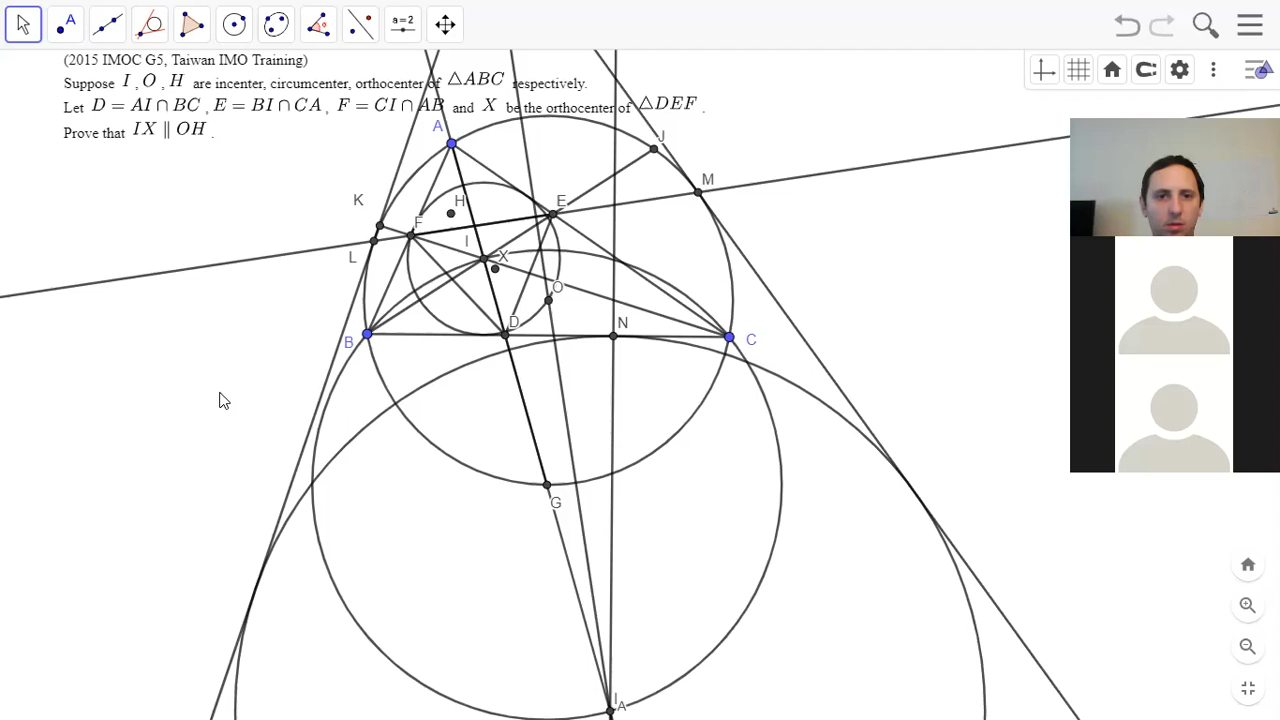 a=2
(2015 IMOC G5, Taiwan IMO Training)
Suppose I , O , H are incenter, circumcenter, orthocenter of △ABC respectively.
Let D = AI ∩ BC , E = BI ∩ CA , F = CI ∩ AB and X be the orthocenter of △DEF .
Prove that IX ∥ OH .
A
J
K
H
E
M
F
I
L
X
O
D
N
B
C
G
I
A